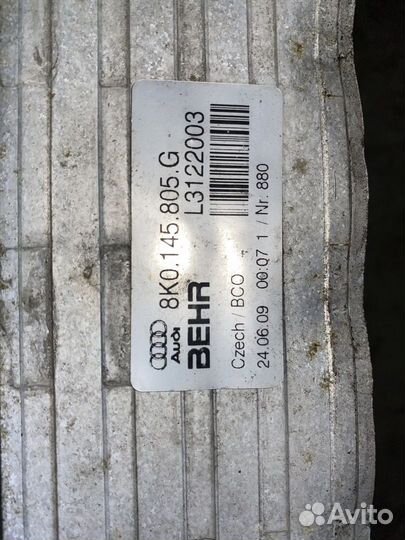 8K0.145.805.G
L3122003
Audi
BEHR
Czech / BCO
24.06.09 00:07 1 / Nr. 880
Avito